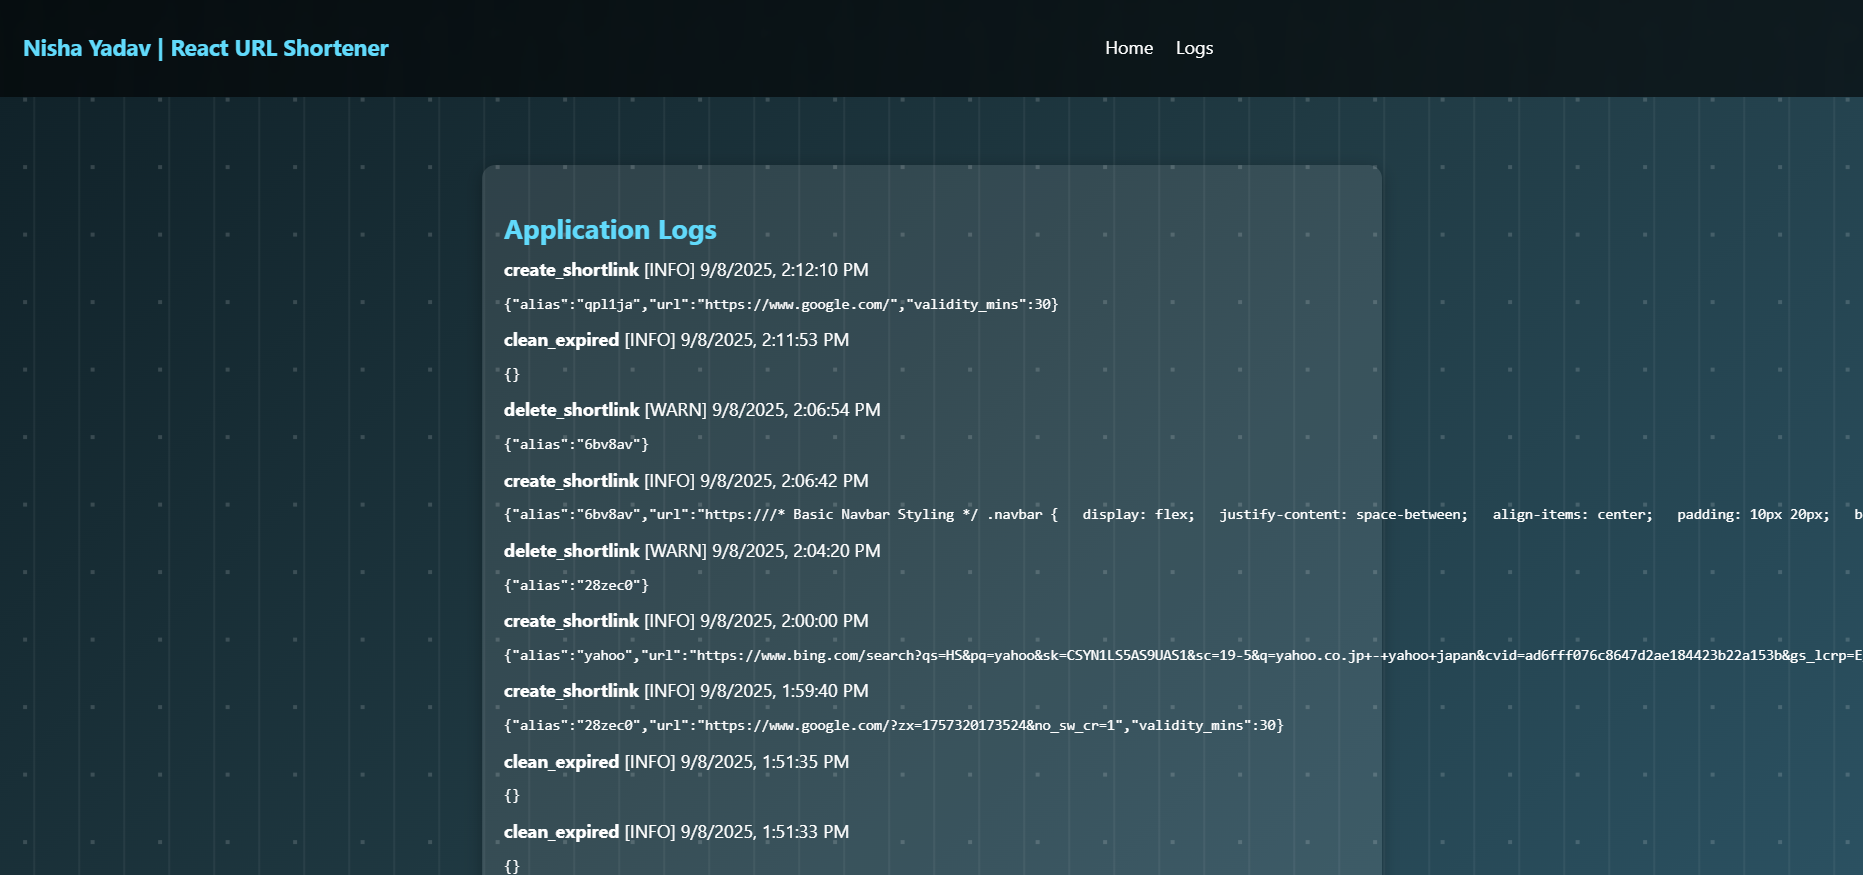 Nisha Yadav | React URL Shortener
Home Logs
Application Logs
create_shortlink [INFO] 9/8/2025, 2:12:10 PM
{"alias":"qpl1ja","url":"https://www.google.com/","validity_mins":30}
clean_expired [INFO] 9/8/2025, 2:11:53 PM
{}
delete_shortlink [WARN] 9/8/2025, 2:06:54 PM
{"alias":"6bv8av"}
create_shortlink [INFO] 9/8/2025, 2:06:42 PM
{"alias":"6bv8av","url":"https:///* Basic Navbar Styling */ .navbar {   display: flex;   justify-content: space-between;   align-items: center;   padding: 10px 20px;   b
delete_shortlink [WARN] 9/8/2025, 2:04:20 PM
{"alias":"28zec0"}
create_shortlink [INFO] 9/8/2025, 2:00:00 PM
{"alias":"yahoo","url":"https://www.bing.com/search?qs=HS&pq=yahoo&sk=CSYN1LS5AS9UAS1&sc=19-5&q=yahoo.co.jp+-+yahoo+japan&cvid=ad6fff076c8647d2ae184423b22a153b&gs_lcrp=E
create_shortlink [INFO] 9/8/2025, 1:59:40 PM
{"alias":"28zec0","url":"https://www.google.com/?zx=1757320173524&no_sw_cr=1","validity_mins":30}
clean_expired [INFO] 9/8/2025, 1:51:35 PM
{}
clean_expired [INFO] 9/8/2025, 1:51:33 PM
{}